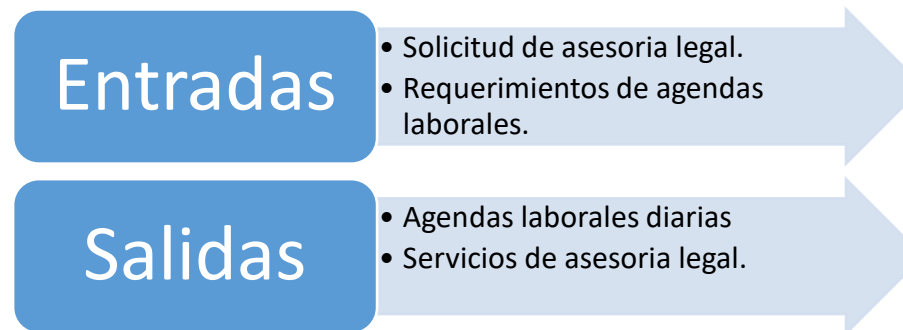 Entradas
• Solicitud de asesoria legal.
• Requerimientos de agendas
laborales.
Salidas
• Agendas laborales diarias
• Servicios de asesoria legal.